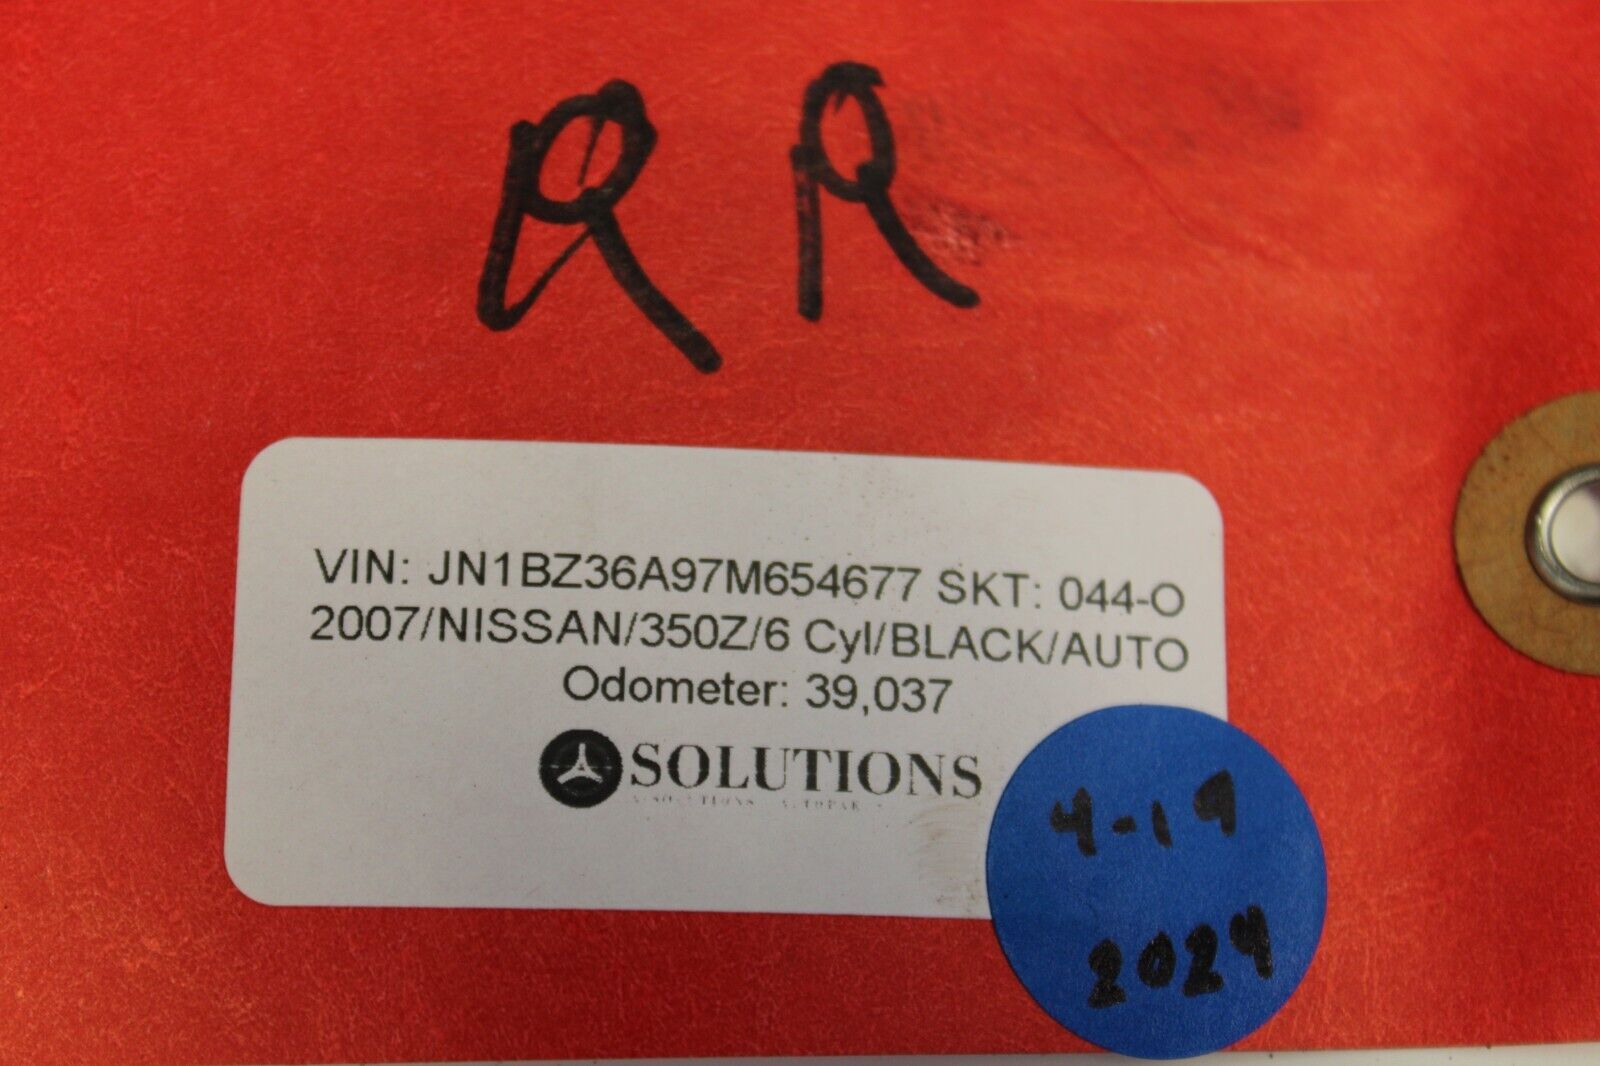 RR
VIN: JN1BZ36A97M654677 SKT: 044-O
2007/NISSAN/350Z/6 Cyl/BLACK/AUTO
Odometer: 39,037
SOLUTIONS
4-19
2024